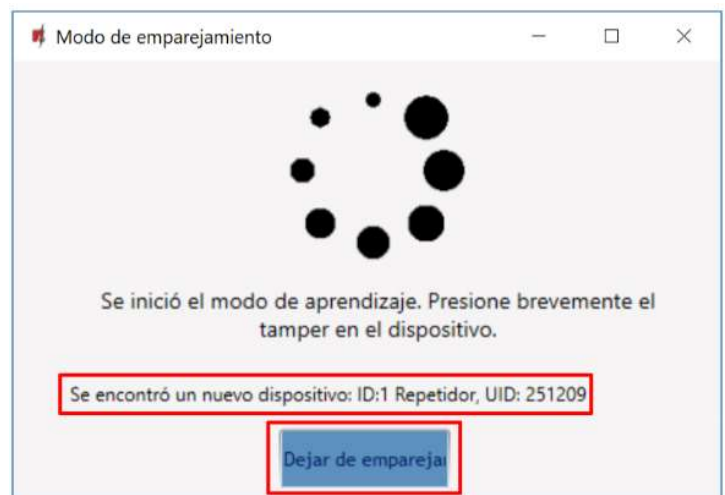 Modo de emparejamiento
Se inició el modo de aprendizaje. Presione brevemente el
tamper en el dispositivo.
Se encontró un nuevo dispositivo: ID:1 Repetidor, UID: 251209
Dejar de emparejar